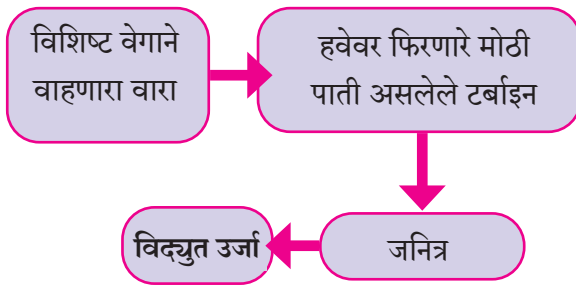 विशिष्ट वेगाने
वाहणारा वारा
हवेवर फिरणारे मोठी
पाती असलेले टर्बाइन
जनित्र
विद्युत उर्जा